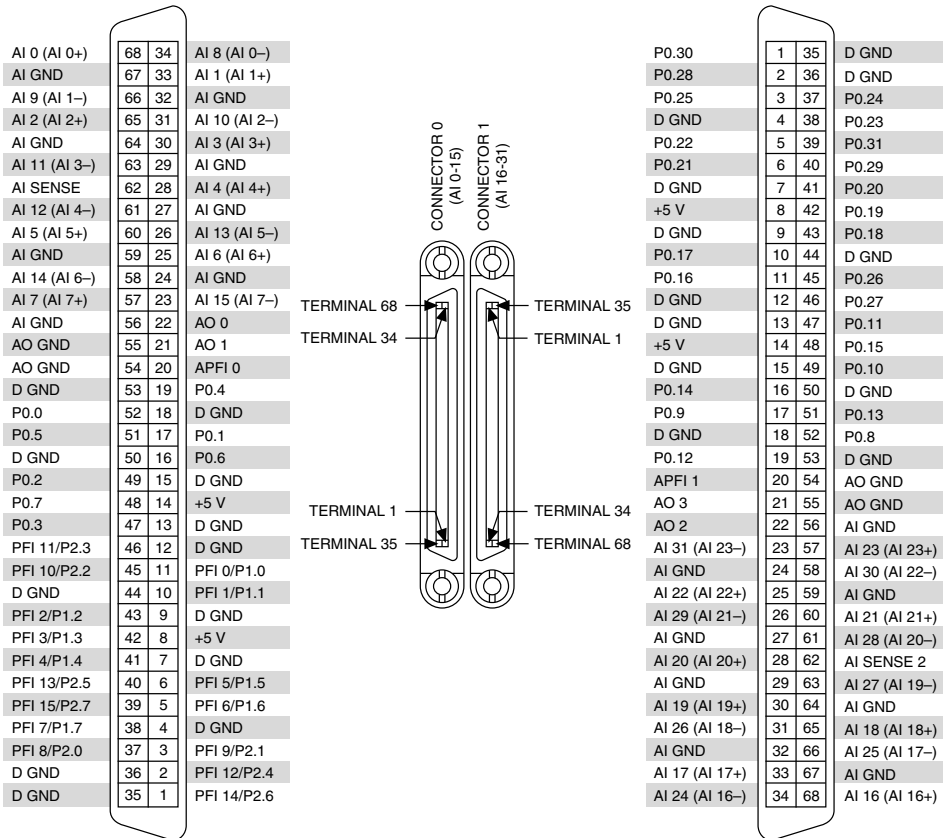 AI 0 (AI 0+) 68 34 AI 8 (AI 0–)
AI GND 67 33 AI 1 (AI 1+)
AI 9 (AI 1–) 66 32 AI GND
AI 2 (AI 2+) 65 31 AI 10 (AI 2–)
AI GND 64 30 AI 3 (AI 3+)
AI 11 (AI 3–) 63 29 AI GND
AI SENSE 62 28 AI 4 (AI 4+)
AI 12 (AI 4–) 61 27 AI GND
AI 5 (AI 5+) 60 26 AI 13 (AI 5–)
AI GND 59 25 AI 6 (AI 6+)
AI 14 (AI 6–) 58 24 AI GND
AI 7 (AI 7+) 57 23 AI 15 (AI 7–)
AI GND 56 22 AO 0
AO GND 55 21 AO 1
AO GND 54 20 APFI 0
D GND 53 19 P0.4
P0.0 52 18 D GND
P0.5 51 17 P0.1
D GND 50 16 P0.6
P0.2 49 15 D GND
P0.7 48 14 +5 V
P0.3 47 13 D GND
PFI 11/P2.3 46 12 D GND
PFI 10/P2.2 45 11 PFI 0/P1.0
D GND 44 10 PFI 1/P1.1
PFI 2/P1.2 43 9 D GND
PFI 3/P1.3 42 8 +5 V
PFI 4/P1.4 41 7 D GND
PFI 13/P2.5 40 6 PFI 5/P1.5
PFI 15/P2.7 39 5 PFI 6/P1.6
PFI 7/P1.7 38 4 D GND
PFI 8/P2.0 37 3 PFI 9/P2.1
D GND 36 2 PFI 12/P2.4
D GND 35 1 PFI 14/P2.6
CONNECTOR 0
(AI 0-15)
CONNECTOR 1
(AI 16-31)
TERMINAL 68
TERMINAL 34
TERMINAL 35
TERMINAL 1
TERMINAL 1
TERMINAL 35
TERMINAL 34
TERMINAL 68
P0.30 1 35 D GND
P0.28 2 36 D GND
P0.25 3 37 P0.24
D GND 4 38 P0.23
P0.22 5 39 P0.31
P0.21 6 40 P0.29
D GND 7 41 P0.20
+5 V 8 42 P0.19
D GND 9 43 P0.18
P0.17 10 44 D GND
P0.16 11 45 P0.26
D GND 12 46 P0.27
D GND 13 47 P0.11
+5 V 14 48 P0.15
D GND 15 49 P0.10
P0.14 16 50 D GND
P0.9 17 51 P0.13
D GND 18 52 P0.8
P0.12 19 53 D GND
APFI 1 20 54 AO GND
AO 3 21 55 AO GND
AO 2 22 56 AI GND
AI 31 (AI 23–) 23 57 AI 23 (AI 23+)
AI GND 24 58 AI 30 (AI 22–)
AI 22 (AI 22+) 25 59 AI GND
AI 29 (AI 21–) 26 60 AI 21 (AI 21+)
AI GND 27 61 AI 28 (AI 20–)
AI 20 (AI 20+) 28 62 AI SENSE 2
AI GND 29 63 AI 27 (AI 19–)
AI 19 (AI 19+) 30 64 AI GND
AI 26 (AI 18–) 31 65 AI 18 (AI 18+)
AI GND 32 66 AI 25 (AI 17–)
AI 17 (AI 17+) 33 67 AI GND
AI 24 (AI 16–) 34 68 AI 16 (AI 16+)